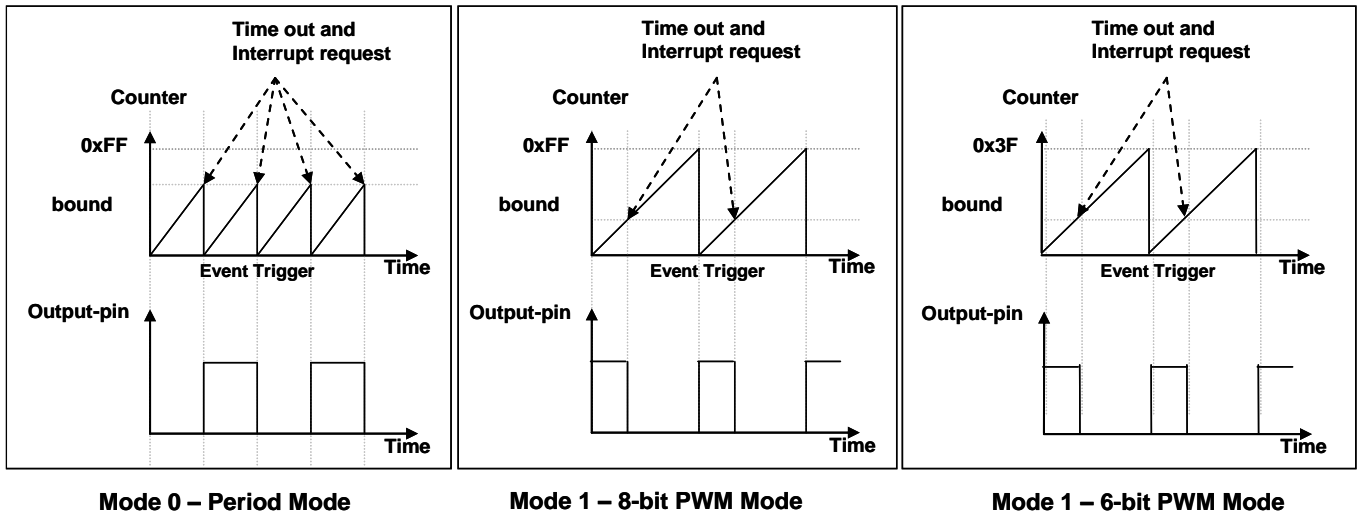 Time out and
Interrupt request
Counter
0xFF
bound
Event Trigger
Time
Output-pin
Time
Mode 0 – Period Mode
Time out and
Interrupt request
Counter
0xFF
bound
Event Trigger
Time
Output-pin
Time
Mode 1 – 8-bit PWM Mode
Time out and
Interrupt request
Counter
0x3F
bound
Event Trigger
Time
Output-pin
Time
Mode 1 – 6-bit PWM Mode